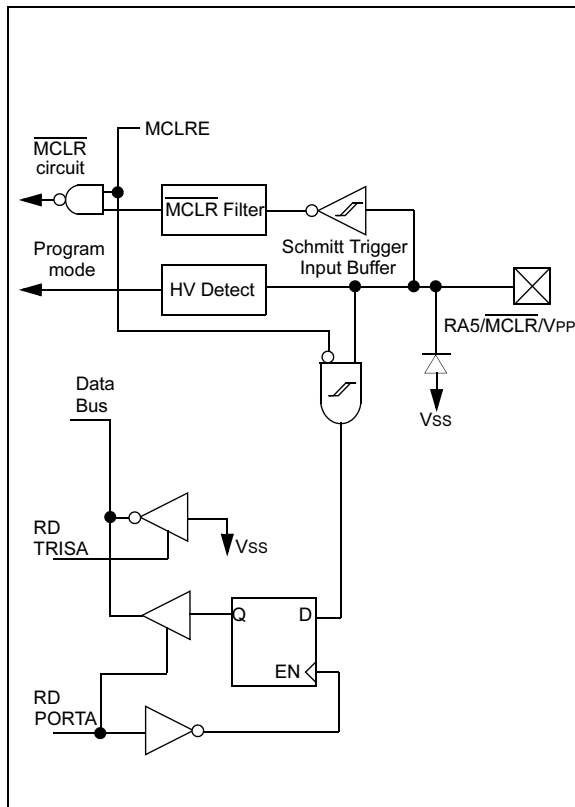 MCLRE
MCLR
circuit
MCLR Filter
Schmitt Trigger
Input Buffer
Program
mode
HV Detect
RA5/MCLR/VPP
VSS
Data
Bus
RD
TRISA
VSS
Q
D
EN
RD
PORTA